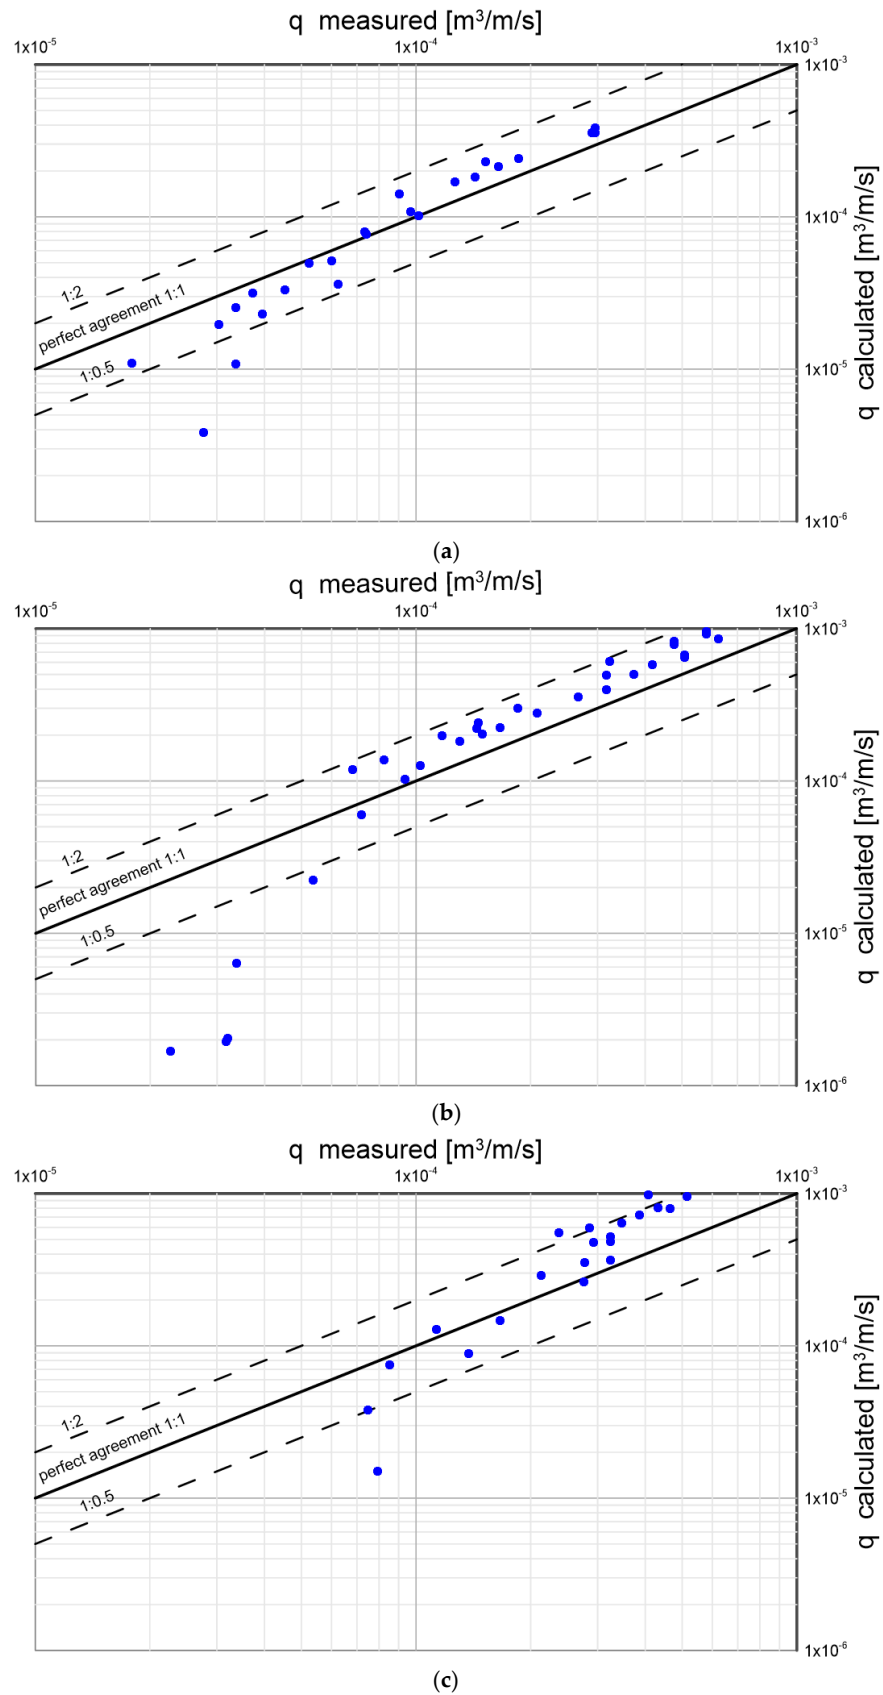 q measured [m³/m/s]
1x10⁻⁵ 1x10⁻⁴ 1x10⁻³
1x10⁻³
1x10⁻⁴
1x10⁻⁵
1x10⁻⁶
q calculated [m³/m/s]
1:2
perfect agreement 1:1
1:0.5
(a)
q measured [m³/m/s]
1x10⁻⁵ 1x10⁻⁴ 1x10⁻³
1x10⁻³
1x10⁻⁴
1x10⁻⁵
1x10⁻⁶
q calculated [m³/m/s]
1:2
perfect agreement 1:1
1:0.5
(b)
q measured [m³/m/s]
1x10⁻⁵ 1x10⁻⁴ 1x10⁻³
1x10⁻³
1x10⁻⁴
1x10⁻⁵
1x10⁻⁶
q calculated [m³/m/s]
1:2
perfect agreement 1:1
1:0.5
(c)